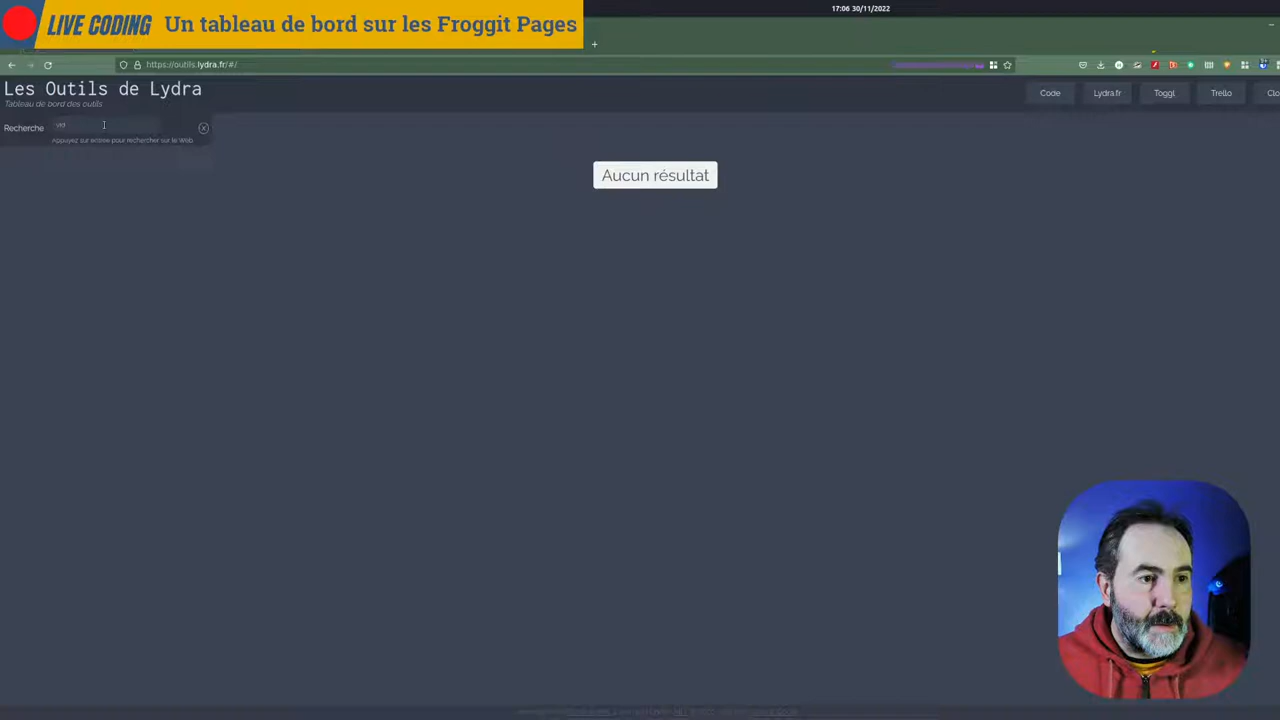 17:06 30/11/2022
LIVE CODING
Un tableau de bord sur les Froggit Pages
https://outils.lydra.fr/#/
Les Outils de Lydra
Tableau de bord des outils
Code
Lydra.fr
Toggl
Trello
Clo
Recherche
vid
Appuyez sur entrée pour rechercher sur le Web
Aucun résultat